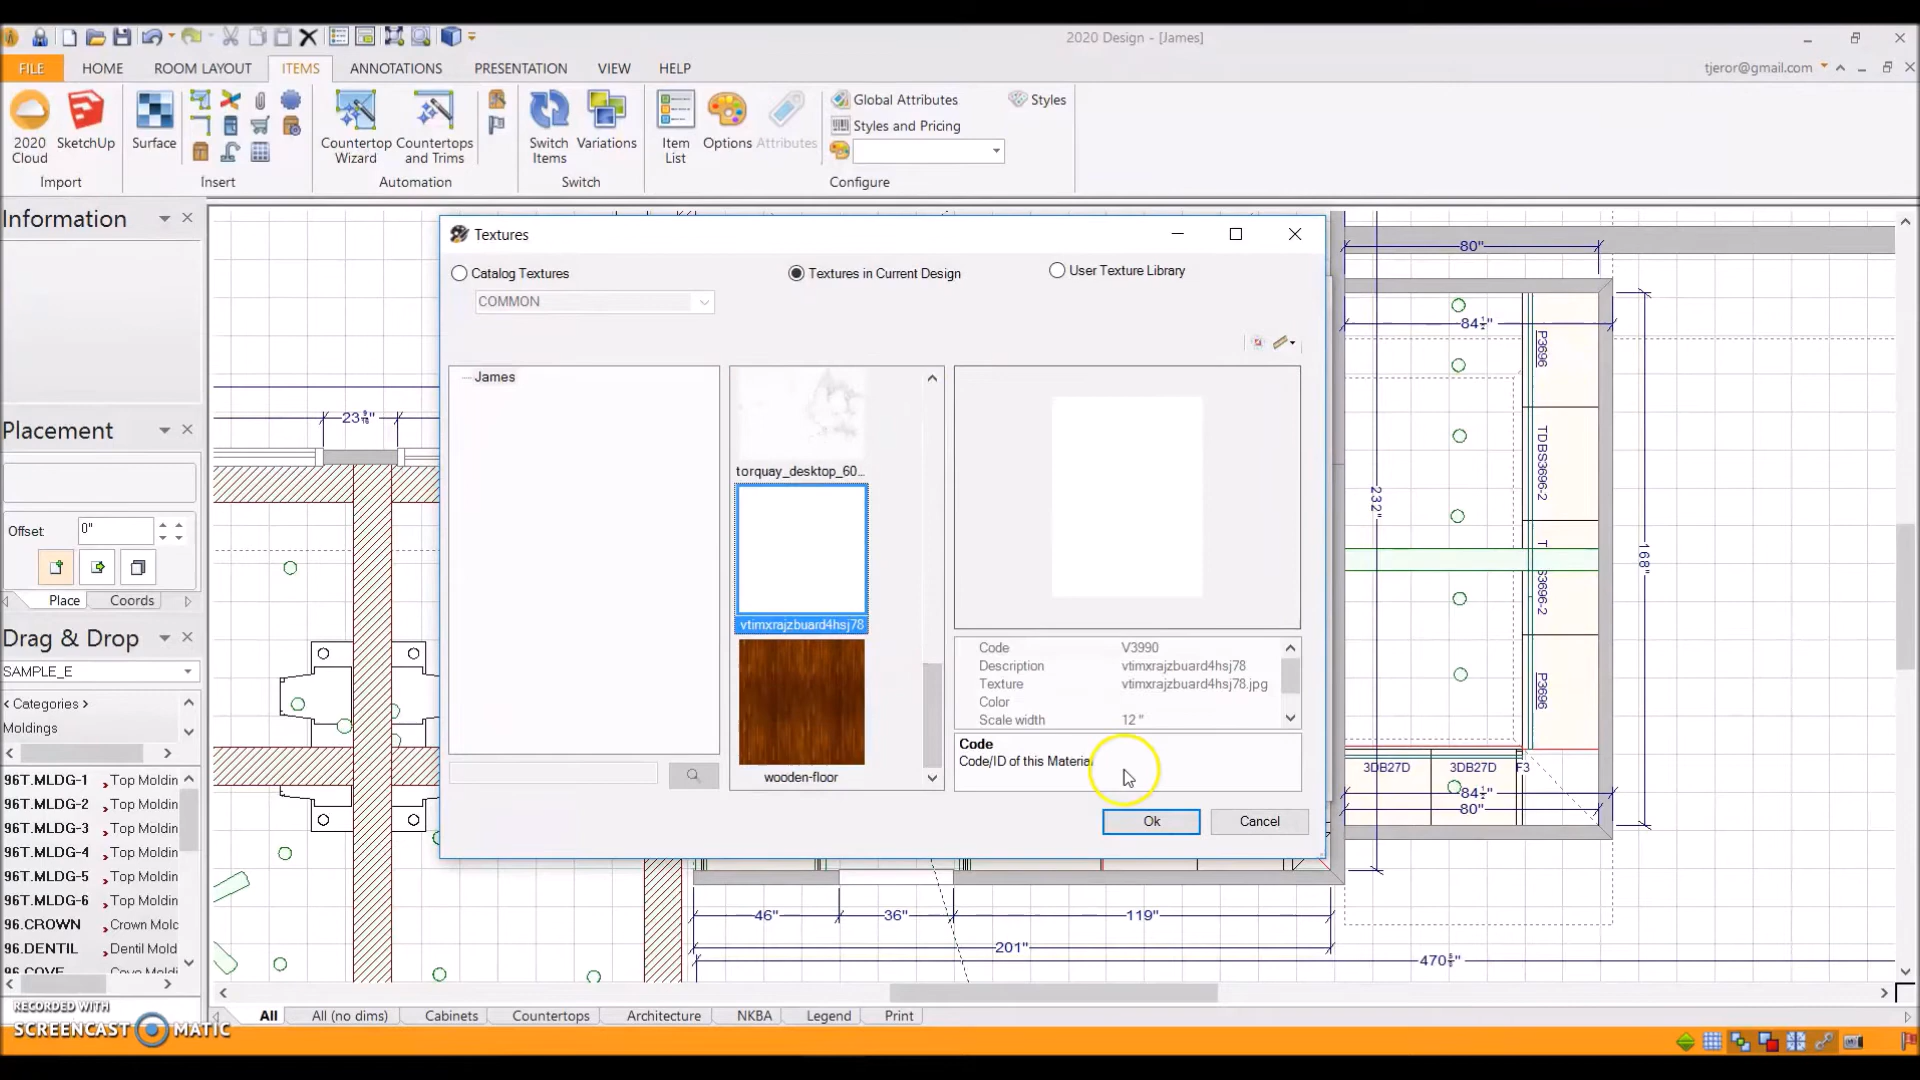 2020 Design - [James]
FILE HOME ROOM LAYOUT ITEMS ANNOTATIONS PRESENTATION VIEW HELP
tjeror@gmail.com
2020 Cloud
SketchUp
Import
Surface
Insert
Countertop Wizard
Countertops and Trims
Automation
Switch Items
Variations
Switch
Item List
Options
Attributes
Global Attributes
Styles and Pricing
Styles
Configure
Information
Placement
Offset: 0"
Place Coords
Drag & Drop
SAMPLE_E
< Categories >
Moldings
96T.MLDG-1 Top Moldin
96T.MLDG-2 Top Moldin
96T.MLDG-3 Top Moldin
96T.MLDG-4 Top Moldin
96T.MLDG-5 Top Moldin
96T.MLDG-6 Top Moldin
96.CROWN Crown Molc
96.DENTIL Dentil Mold
RECORDED WITH
SCREENCAST MATIC
Textures
Catalog Textures
Textures in Current Design
User Texture Library
COMMON
James
torquay_desktop_60...
vtimxrajzbuard4hsj78
wooden-floor
Code V3990
Description vtimxrajzbuard4hsj78
Texture vtimxrajzbuard4hsj78.jpg
Color
Scale width 12 "
Code
Code/ID of this Material
Ok Cancel
80"
84½"
232"
168"
P3696
TDBS3696-2
P3696
3DB27D 3DB27D F3
84½"
80"
46" 36" 119"
201"
All All (no dims) Cabinets Countertops Architecture NKBA Legend Print